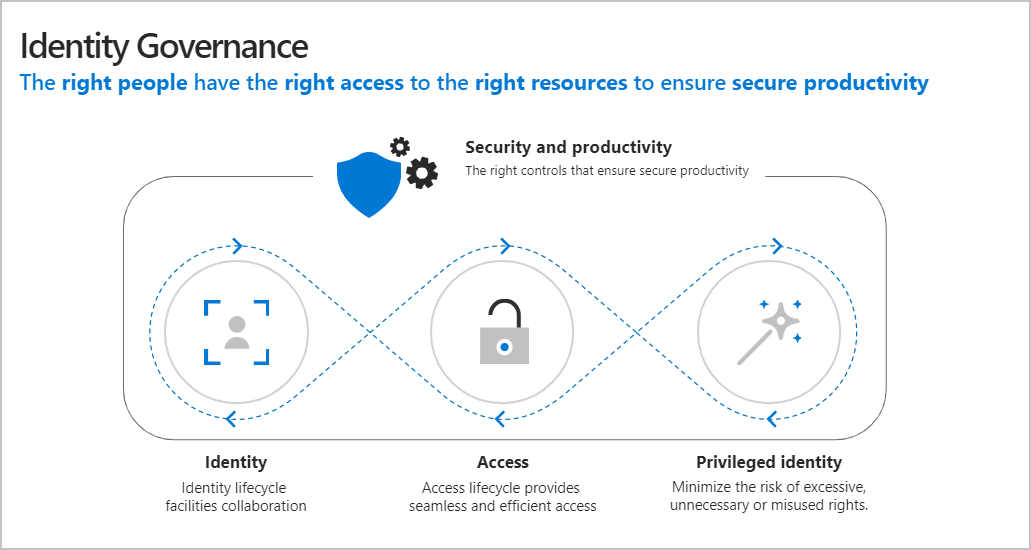 Identity Governance
The right people have the right access to the right resources to ensure secure productivity
Security and productivity
The right controls that ensure secure productivity
Identity
Identity lifecycle
facilities collaboration
Access
Access lifecycle provides
seamless and efficient access
Privileged identity
Minimize the risk of excessive,
unnecessary or misused rights.